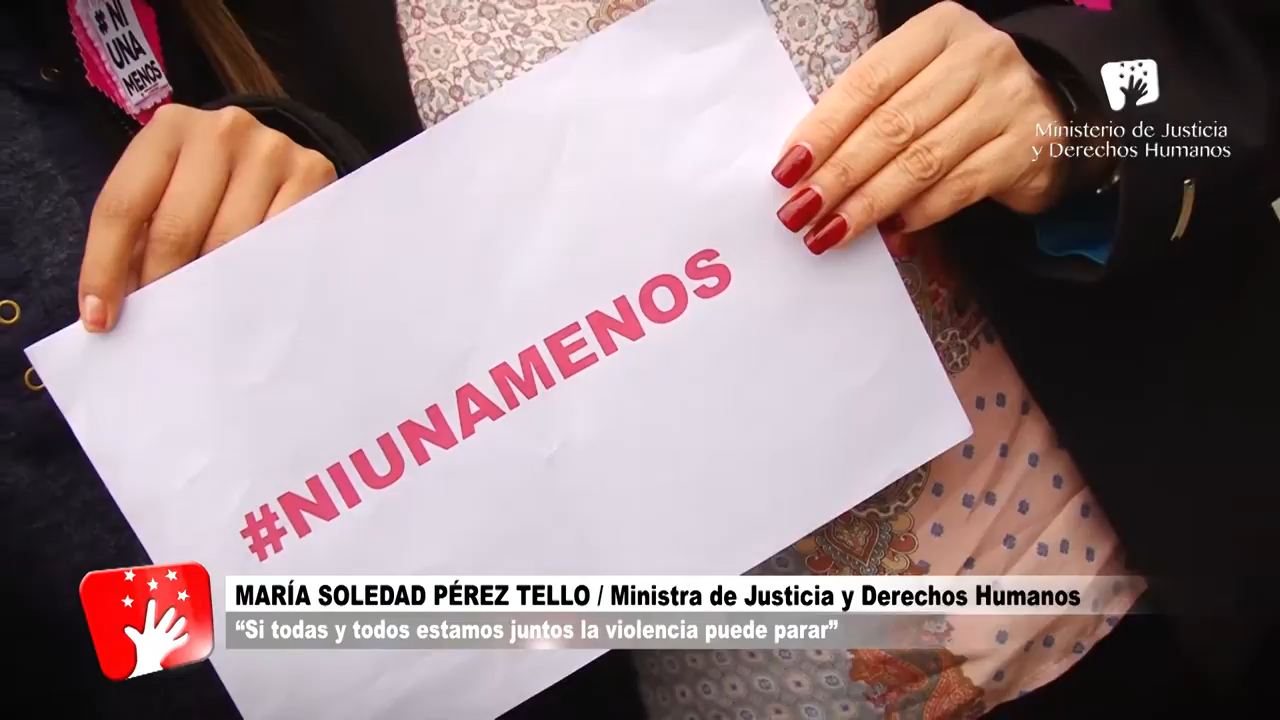 # NI
UNA
MENOS
Ministerio de Justicia
y Derechos Humanos
#NIUNAMENOS
MARÍA SOLEDAD PÉREZ TELLO / Ministra de Justicia y Derechos Humanos
“Si todas y todos estamos juntos la violencia puede parar”